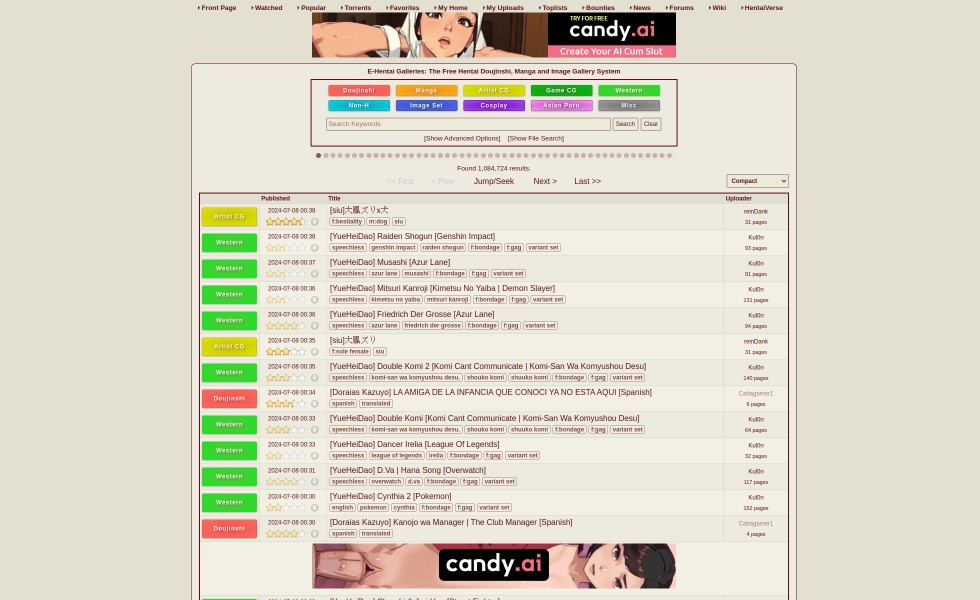 Front Page Watched Popular Torrents Favorites My Home My Uploads Toplists Bounties News Forums Wiki HentaiVerse
TRY FOR FREE
candy.ai
Create Your AI Cum Slut
E-Hentai Galleries: The Free Hentai Doujinshi, Manga and Image Gallery System
Doujinshi Manga Artist CG Game CG Western
Non-H Image Set Cosplay Asian Porn Misc
Search Keywords Search Clear
[Show Advanced Options] [Show File Search]
Found 1,084,724 results.
<< First < Prev Jump/Seek Next > Last >> Compact
Published Title Uploader
Artist CG 2024-07-08 00:38 [siu]大鳳ズリx犬 reinDank
f:bestiality m:dog siu 31 pages
Western 2024-07-08 00:38 [YueHeiDao] Raiden Shogun [Genshin Impact] Kul0n
speechless genshin impact raiden shogun f:bondage f:gag variant set 93 pages
Western 2024-07-08 00:37 [YueHeiDao] Musashi [Azur Lane] Kul0n
speechless azur lane musashi f:bondage f:gag variant set 81 pages
Western 2024-07-08 00:36 [YueHeiDao] Mitsuri Kanroji [Kimetsu No Yaiba | Demon Slayer] Kul0n
speechless kimetsu no yaiba mitsuri kanroji f:bondage f:gag variant set 131 pages
Western 2024-07-08 00:36 [YueHeiDao] Friedrich Der Grosse [Azur Lane] Kul0n
speechless azur lane friedrich der grosse f:bondage f:gag variant set 94 pages
Artist CG 2024-07-08 00:35 [siu]大鳳ズリ reinDank
f:sole female siu 31 pages
Western 2024-07-08 00:35 [YueHeiDao] Double Komi 2 [Komi Cant Communicate | Komi-San Wa Komyushou Desu] Kul0n
speechless komi-san wa komyushou desu. shouko komi shuuko komi f:bondage f:gag variant set 140 pages
Doujinshi 2024-07-08 00:34 [Doraias Kazuyo] LA AMIGA DE LA INFANCIA QUE CONOCI YA NO ESTA AQUI [Spanish] Cabagamer1
spanish translated 6 pages
Western 2024-07-08 00:33 [YueHeiDao] Double Komi [Komi Cant Communicate | Komi-San Wa Komyushou Desu] Kul0n
speechless komi-san wa komyushou desu. shouko komi shuuko komi f:bondage f:gag variant set 64 pages
Western 2024-07-08 00:33 [YueHeiDao] Dancer Irelia [League Of Legends] Kul0n
speechless league of legends irelia f:bondage f:gag variant set 32 pages
Western 2024-07-08 00:31 [YueHeiDao] D.Va | Hana Song [Overwatch] Kul0n
speechless overwatch d.va f:bondage f:gag variant set 117 pages
Western 2024-07-08 00:30 [YueHeiDao] Cynthia 2 [Pokemon] Kul0n
english pokemon cynthia f:bondage f:gag variant set 152 pages
Doujinshi 2024-07-08 00:30 [Doraias Kazuyo] Kanojo wa Manager | The Club Manager [Spanish] Cabagamer1
spanish translated 4 pages
candy.ai